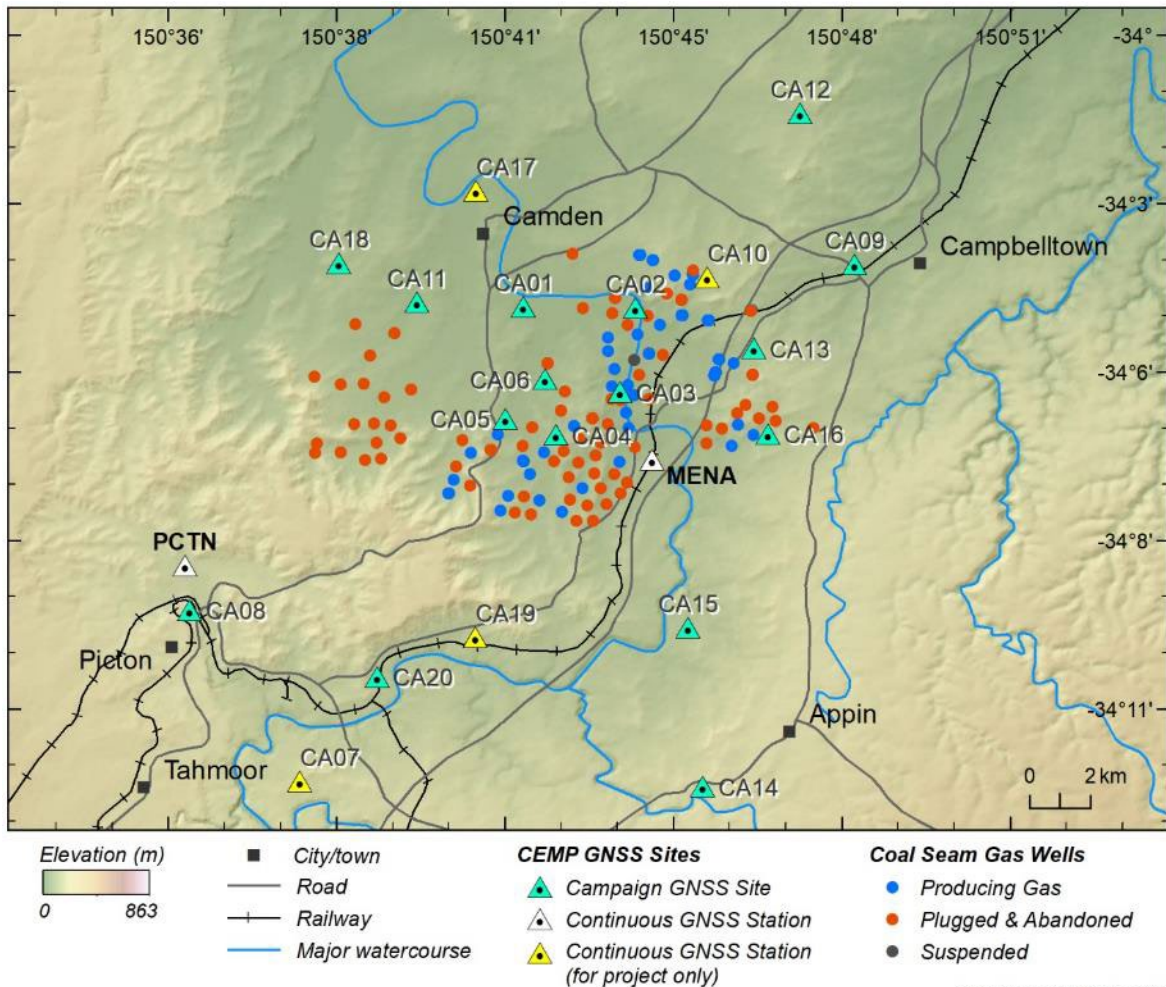 150°36' 150°38' 150°41' 150°45' 150°48' 150°51' -34°
CA12
CA17
-34°3'
Camden
CA18
CA10
CA09
Campbelltown
CA11
CA01
CA02
CA13
-34°6'
CA06
CA03
CA05
CA04
CA16
MENA
PCTN
-34°8'
CA08
CA19
CA15
Picton
CA20
-34°11'
Appin
CA07
Tahmoor
CA14
0 2 km
Elevation (m)
0 863
City/town
Road
Railway
Major watercourse
CEMP GNSS Sites
Campaign GNSS Site
Continuous GNSS Station
Continuous GNSS Station
(for project only)
Coal Seam Gas Wells
Producing Gas
Plugged & Abandoned
Suspended